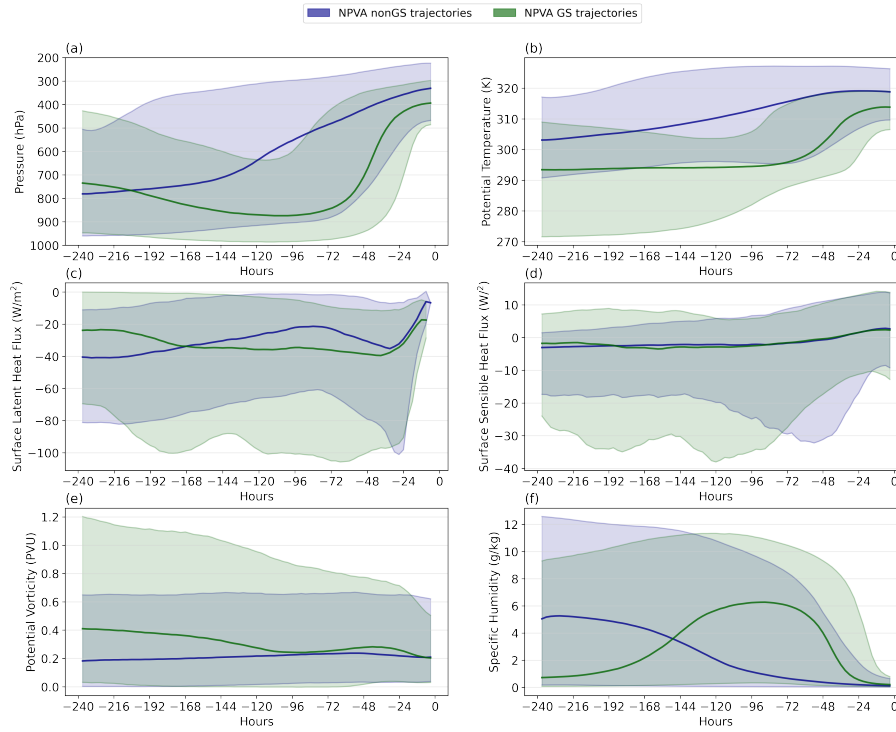 NPVA nonGS trajectories NPVA GS trajectories
(a)
Pressure (hPa)
200
300
400
500
600
700
800
900
1000
−240 −216 −192 −168 −144 −120 −96 −72 −48 −24 0
Hours
(b)
Potential Temperature (K)
320
310
300
290
280
270
−240 −216 −192 −168 −144 −120 −96 −72 −48 −24 0
Hours
(c)
Surface Latent Heat Flux (W/m²)
0
−20
−40
−60
−80
−100
−240 −216 −192 −168 −144 −120 −96 −72 −48 −24 0
Hours
(d)
Surface Sensible Heat Flux (W/²)
10
0
−10
−20
−30
−40
−240 −216 −192 −168 −144 −120 −96 −72 −48 −24 0
Hours
(e)
Potential Vorticity (PVU)
1.2
1.0
0.8
0.6
0.4
0.2
0.0
−240 −216 −192 −168 −144 −120 −96 −72 −48 −24 0
Hours
(f)
Specific Humidity (g/kg)
12
10
8
6
4
2
0
−240 −216 −192 −168 −144 −120 −96 −72 −48 −24 0
Hours